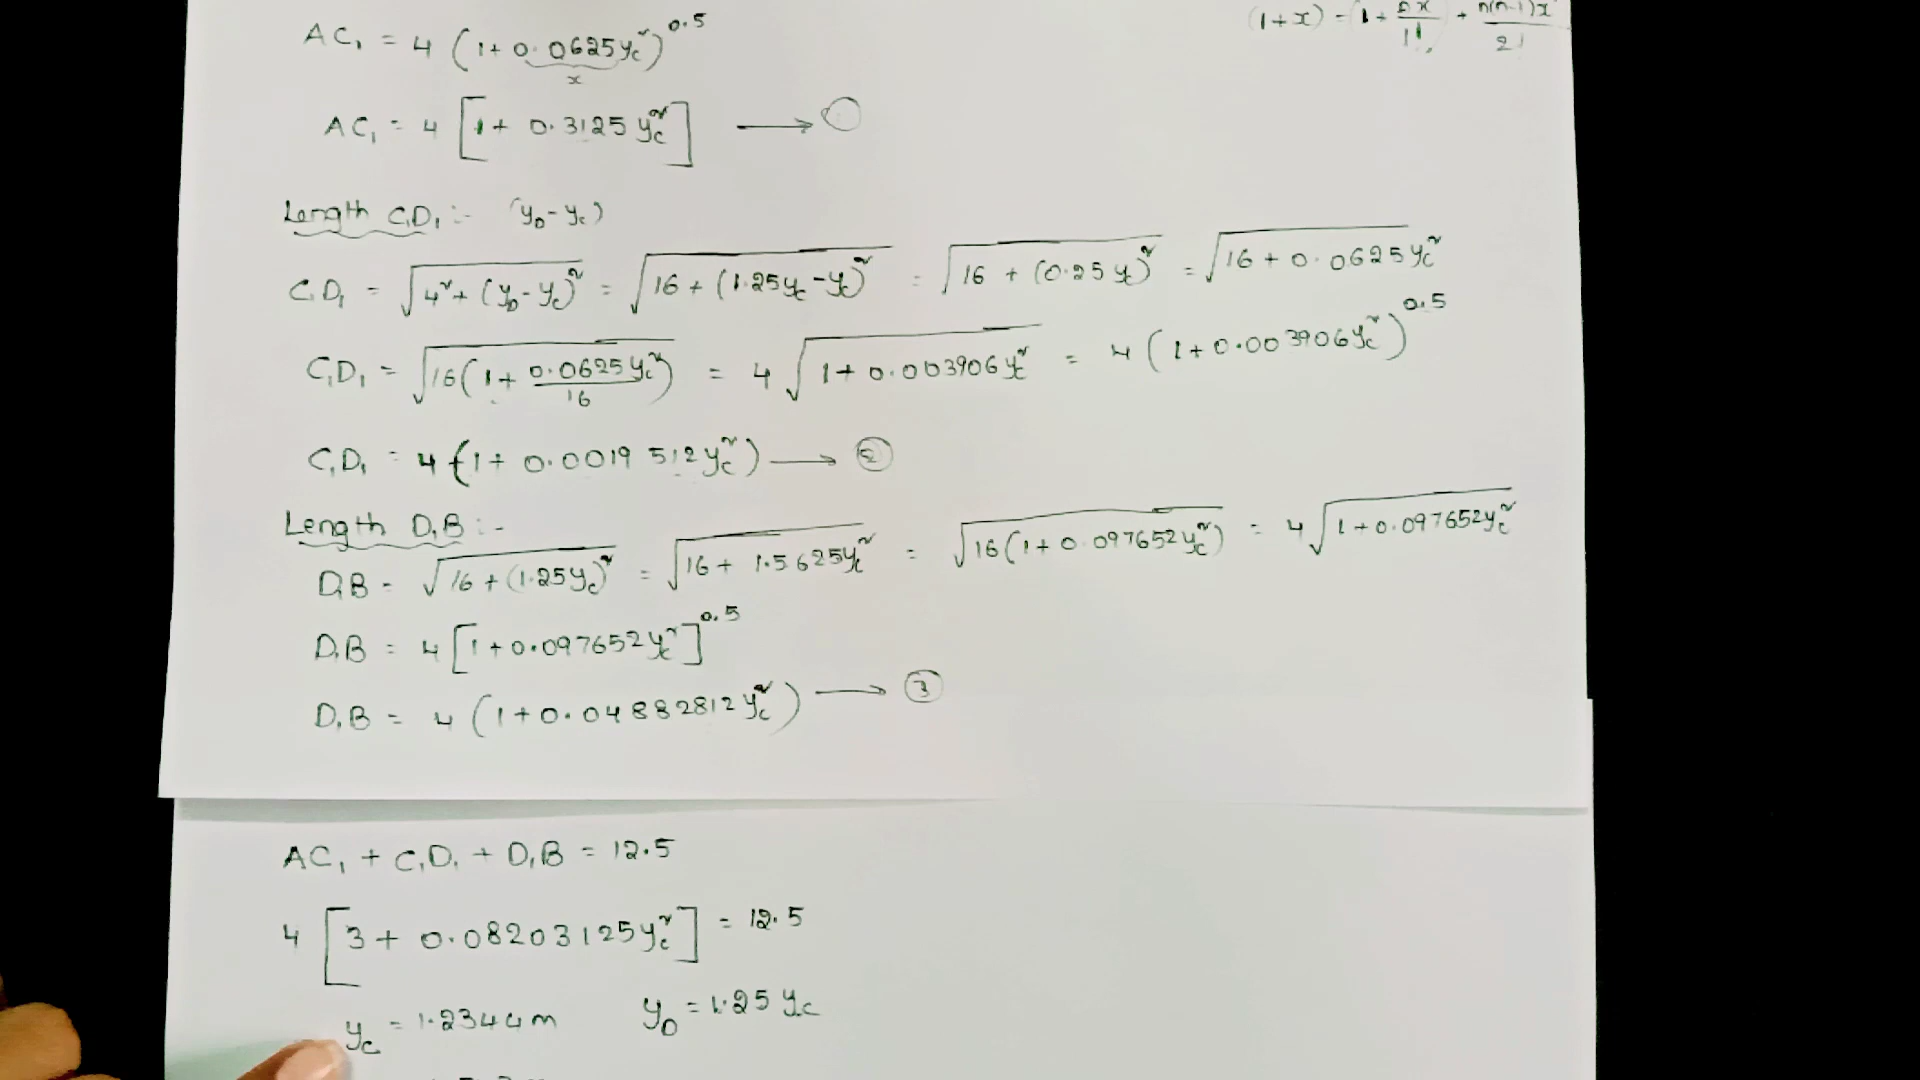 (1+x) = 1 + nx/1! + n(n-1)x/2!
AC₁ = 4 (1+ 0.0625yc²)^0.5
x
AC₁ = 4 [1+ 0.3125 yc²] →
Length C₁D₁ :- (yD - yc)
C₁D₁ = √(4² + (yD - yc)²) = √(16 + (1.25yc - yc)²) = √(16 + (0.25 yc)²) = √(16 + 0.0625 yc²)
C₁D₁ = √(16(1+ 0.0625 yc²/16)) = 4 √(1+ 0.003906 yc²) = 4 (1+0.003906yc²)^0.5
C₁D₁ = 4 (1+ 0.0019512yc²) → ②
Length D₁B :-
D₁B = √(16 + (1.25yc)²) = √(16+ 1.5625yc²) = √(16(1+ 0.097652yc²)) = 4 √(1+0.097652yc²)
D₁B = 4 [1+0.097652yc²]^0.5
D₁B = 4 (1+0.04882812yc²) → ③
AC₁ + C₁D₁ + D₁B = 12.5
4 [3+ 0.08203125yc²] = 12.5
yc = 1.2344m yD = 1.25 yc